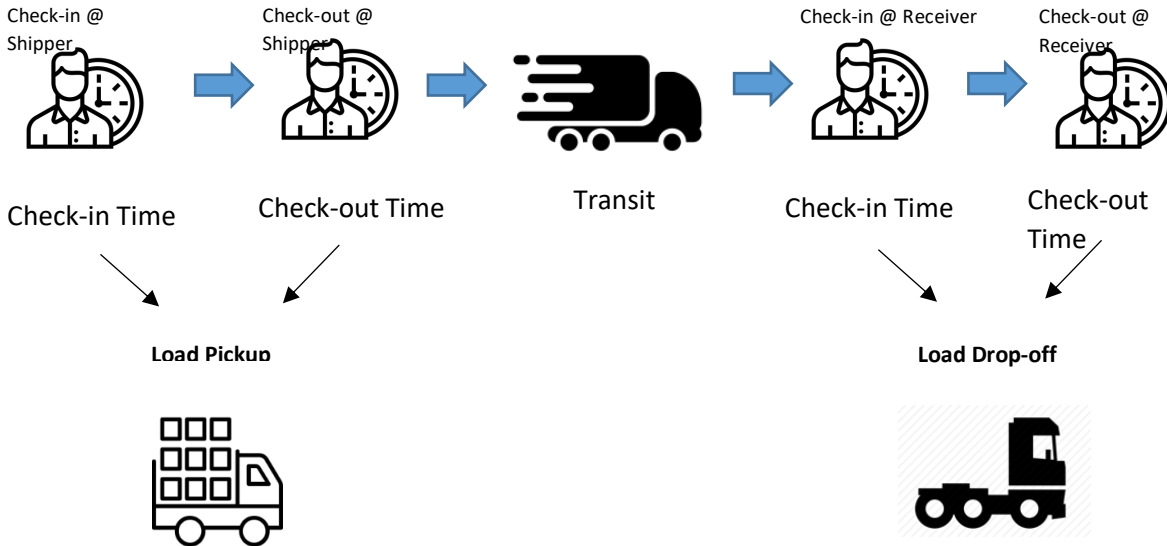 Check-in @
Shipper
Check-out @
Shipper
Check-in @ Receiver
Check-out @
Receiver
Check-in Time
Check-out Time
Transit
Check-in Time
Check-out
Time
Load Pickup
Load Drop-off